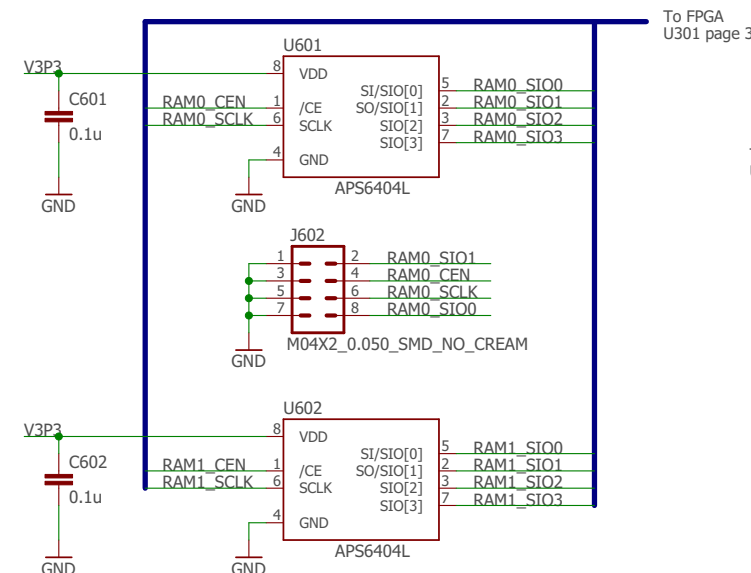 To FPGA
U301 page 3
U601
V3P3
8 VDD
C601
0.1u
SI/SIO[0] 5 RAM0_SIO0
RAM0_CEN 1 /CE SO/SIO[1] 2 RAM0_SIO1
RAM0_SCLK 6 SCLK SIO[2] 3 RAM0_SIO2
SIO[3] 7 RAM0_SIO3
4 GND
APS6404L
GND GND
J602
1 2 RAM0_SIO1
3 4 RAM0_CEN
5 6 RAM0_SCLK
7 8 RAM0_SIO0
M04X2_0.050_SMD_NO_CREAM
GND
U602
V3P3
8 VDD
C602
0.1u
SI/SIO[0] 5 RAM1_SIO0
RAM1_CEN 1 /CE SO/SIO[1] 2 RAM1_SIO1
RAM1_SCLK 6 SCLK SIO[2] 3 RAM1_SIO2
SIO[3] 7 RAM1_SIO3
4 GND
APS6404L
GND GND